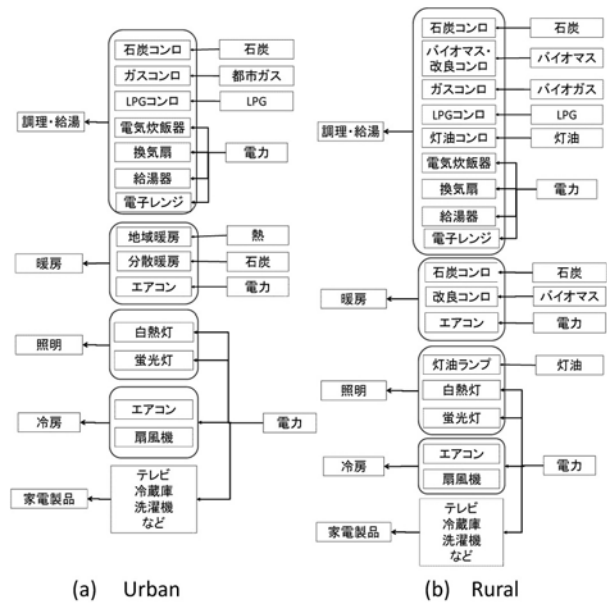 石炭コンロ
石炭
ガスコンロ
都市ガス
LPGコンロ
LPG
調理・給湯
電気炊飯器
換気扇
電力
給湯器
電子レンジ
地域暖房
熱
暖房
分散暖房
石炭
エアコン
電力
白熱灯
照明
蛍光灯
エアコン
冷房
電力
扇風機
テレビ
冷蔵庫
家電製品
洗濯機
など
(a) Urban
石炭コンロ
石炭
バイオマス・
改良コンロ
バイオマス
ガスコンロ
バイオガス
LPGコンロ
LPG
調理・給湯
灯油コンロ
灯油
電気炊飯器
換気扇
電力
給湯器
電子レンジ
石炭コンロ
石炭
暖房
改良コンロ
バイオマス
エアコン
電力
灯油ランプ
灯油
照明
白熱灯
蛍光灯
エアコン
冷房
電力
扇風機
テレビ
冷蔵庫
家電製品
洗濯機
など
(b) Rural